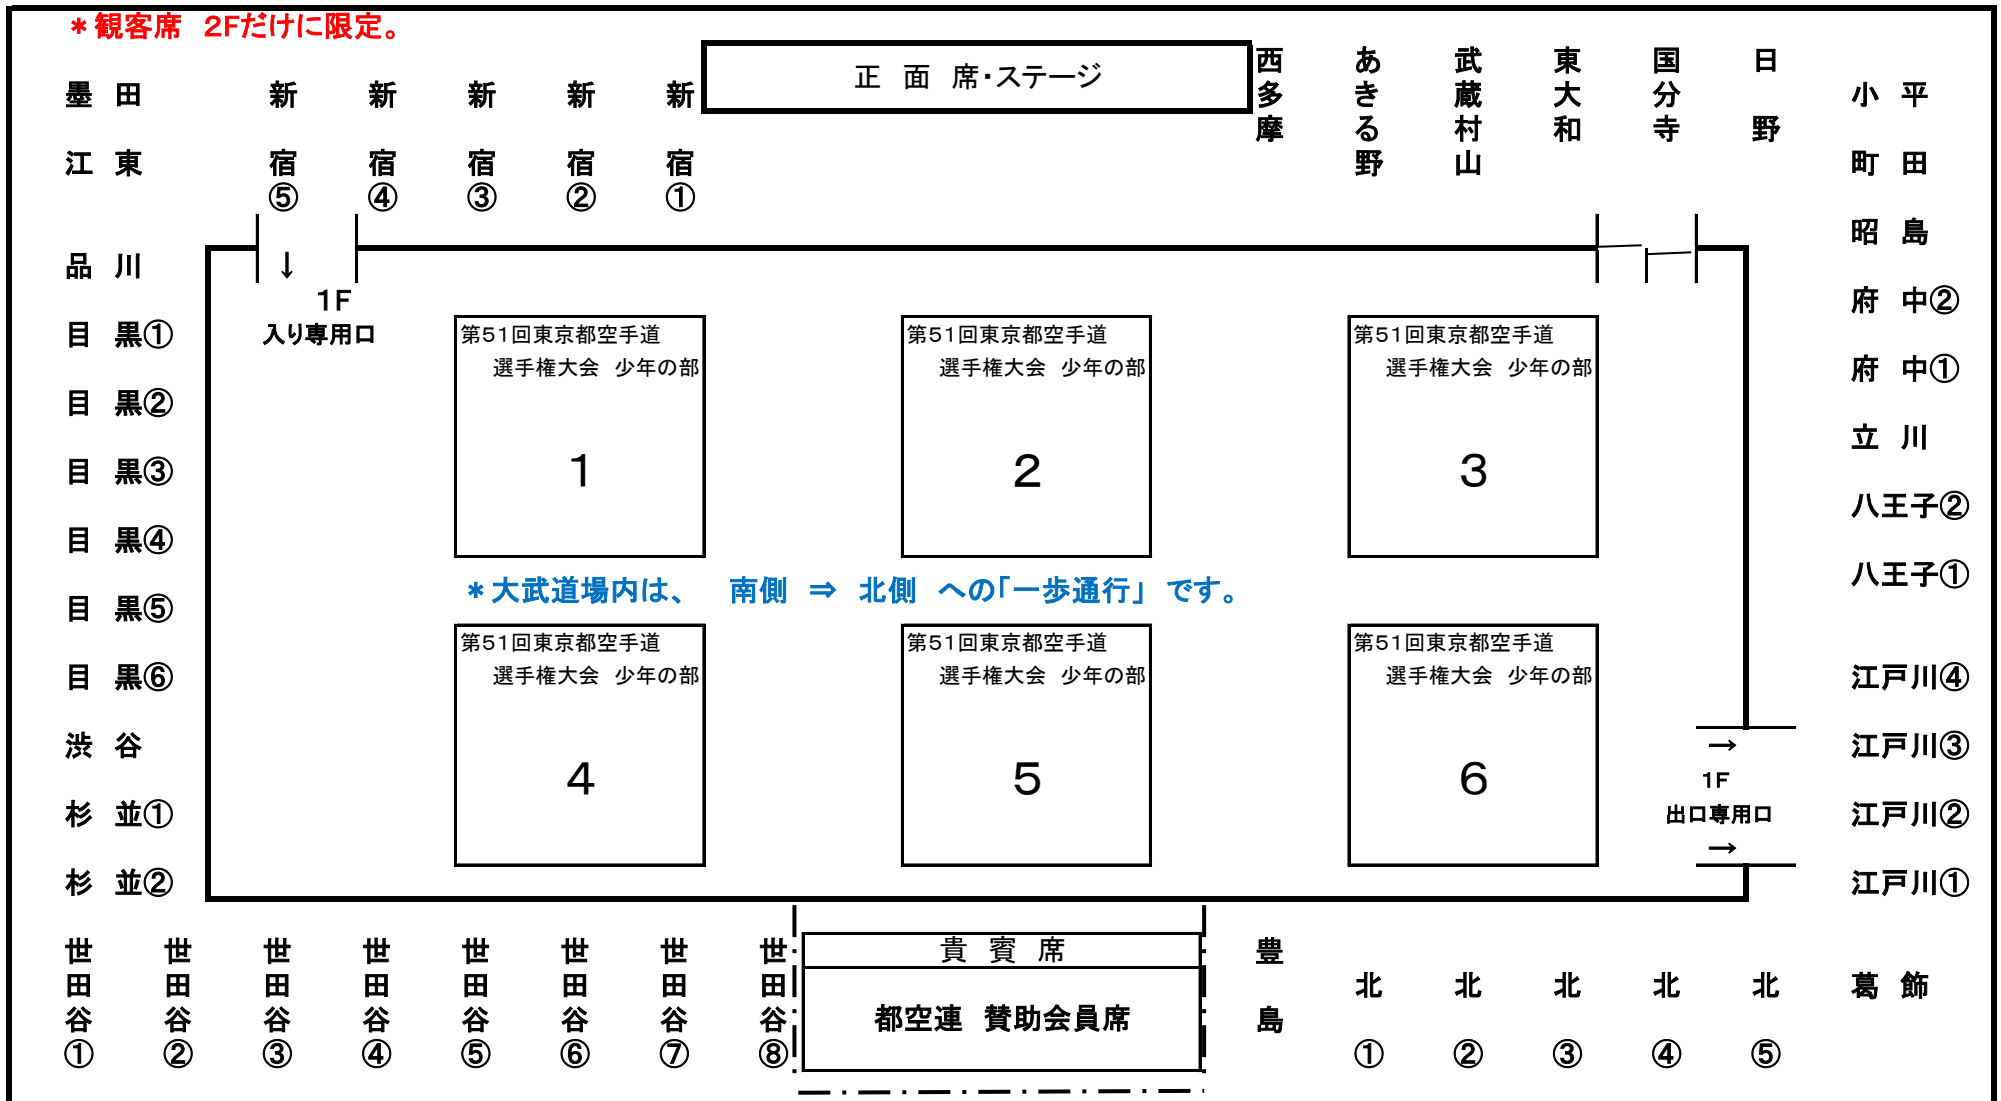 ＊観客席　２Fだけに限定。
正　面　席・ステージ
墨　田
江　東
品　川
目　黒①
目　黒②
目　黒③
目　黒④
目　黒⑤
目　黒⑥
渋　谷
杉　並①
杉　並②
新宿⑤
新宿④
新宿③
新宿②
新宿①
西多摩
あきる野
武蔵村山
東大和
国分寺
日野
小　平
町　田
昭　島
府　中②
府　中①
立　川
八王子②
八王子①
江戸川④
江戸川③
江戸川②
江戸川①
↓
１F
入り専用口
第５１回東京都空手道
選手権大会　少年の部
１
第５１回東京都空手道
選手権大会　少年の部
２
第５１回東京都空手道
選手権大会　少年の部
３
＊大武道場内は、　南側　⇒　北側　への「一歩通行」です。
第５１回東京都空手道
選手権大会　少年の部
４
第５１回東京都空手道
選手権大会　少年の部
５
第５１回東京都空手道
選手権大会　少年の部
６
→
１F
出口専用口
→
世田谷①
世田谷②
世田谷③
世田谷④
世田谷⑤
世田谷⑥
世田谷⑦
世田谷⑧
貴　賓　席
都空連　賛助会員席
豊島
北①
北②
北③
北④
北⑤
葛　飾